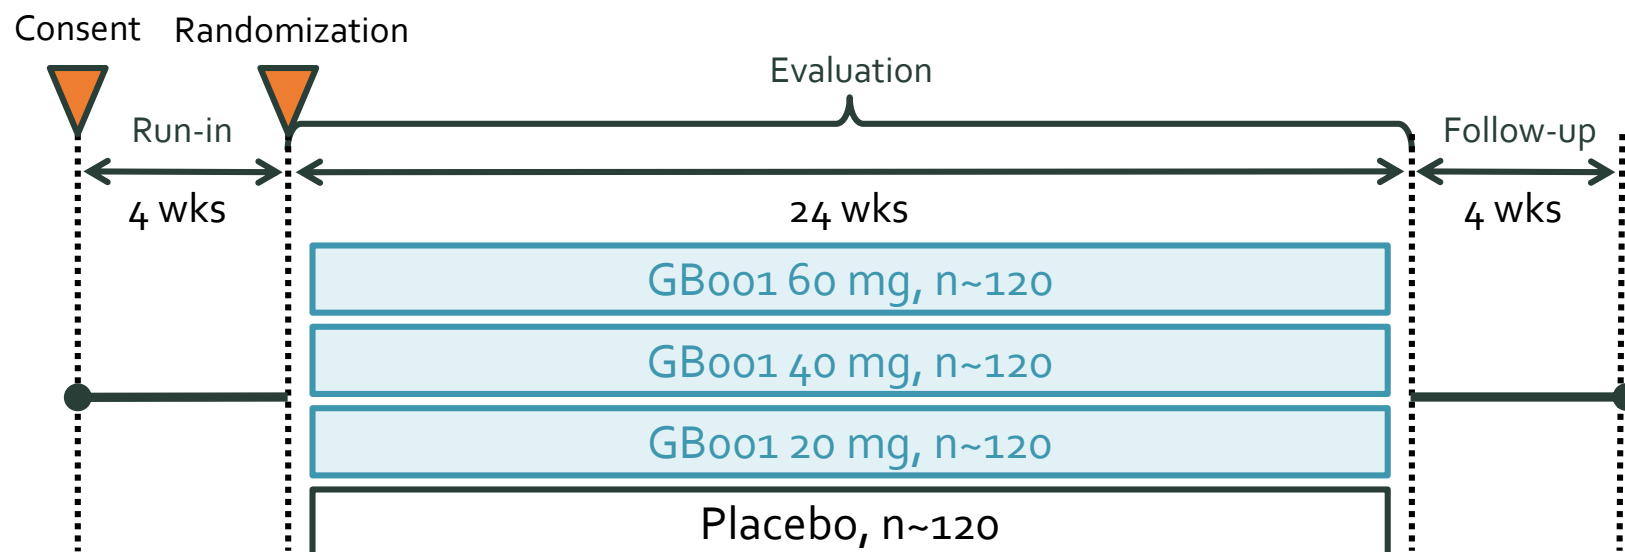 Consent Randomization
Evaluation
Run-in
Follow-up
4 wks
24 wks
4 wks
GB001 60 mg, n~120
GB001 40 mg, n~120
GB001 20 mg, n~120
Placebo, n~120